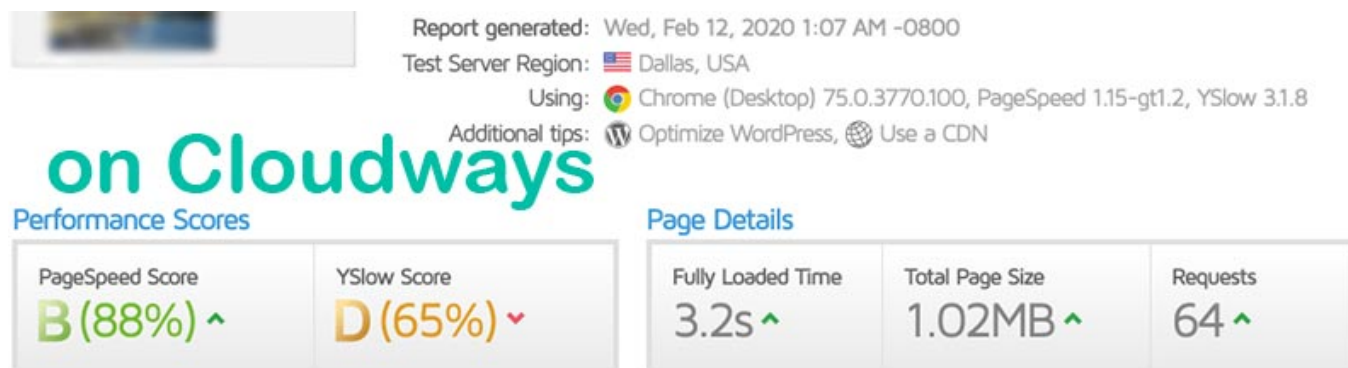 Report generated: Wed, Feb 12, 2020 1:07 AM -0800
Test Server Region: Dallas, USA
Using: Chrome (Desktop) 75.0.3770.100, PageSpeed 1.15-gt1.2, YSlow 3.1.8
Additional tips: Optimize WordPress, Use a CDN
on Cloudways
Performance Scores
PageSpeed Score
B (88%)
YSlow Score
D (65%)
Page Details
Fully Loaded Time
3.2s
Total Page Size
1.02MB
Requests
64